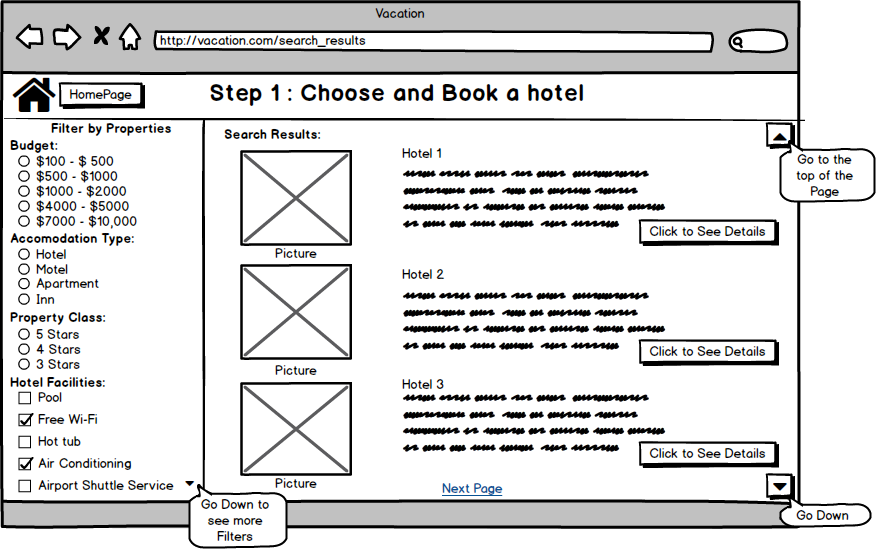 Vacation
http://vacation.com/search_results
HomePage
Step 1 : Choose and Book a hotel
Filter by Properties
Budget:
$100 - $ 500
$500 - $1000
$1000 - $2000
$4000 - $5000
$7000 - $10,000
Accomodation Type:
Hotel
Motel
Apartment
Inn
Property Class:
5 Stars
4 Stars
3 Stars
Hotel Facilities:
Pool
Free Wi-Fi
Hot tub
Air Conditioning
Airport Shuttle Service
Go Down to
see more
Filters
Search Results:
Picture
Hotel 1
Click to See Details
Picture
Hotel 2
Click to See Details
Picture
Hotel 3
Click to See Details
Next Page
Go to the
top of the
Page
Go Down